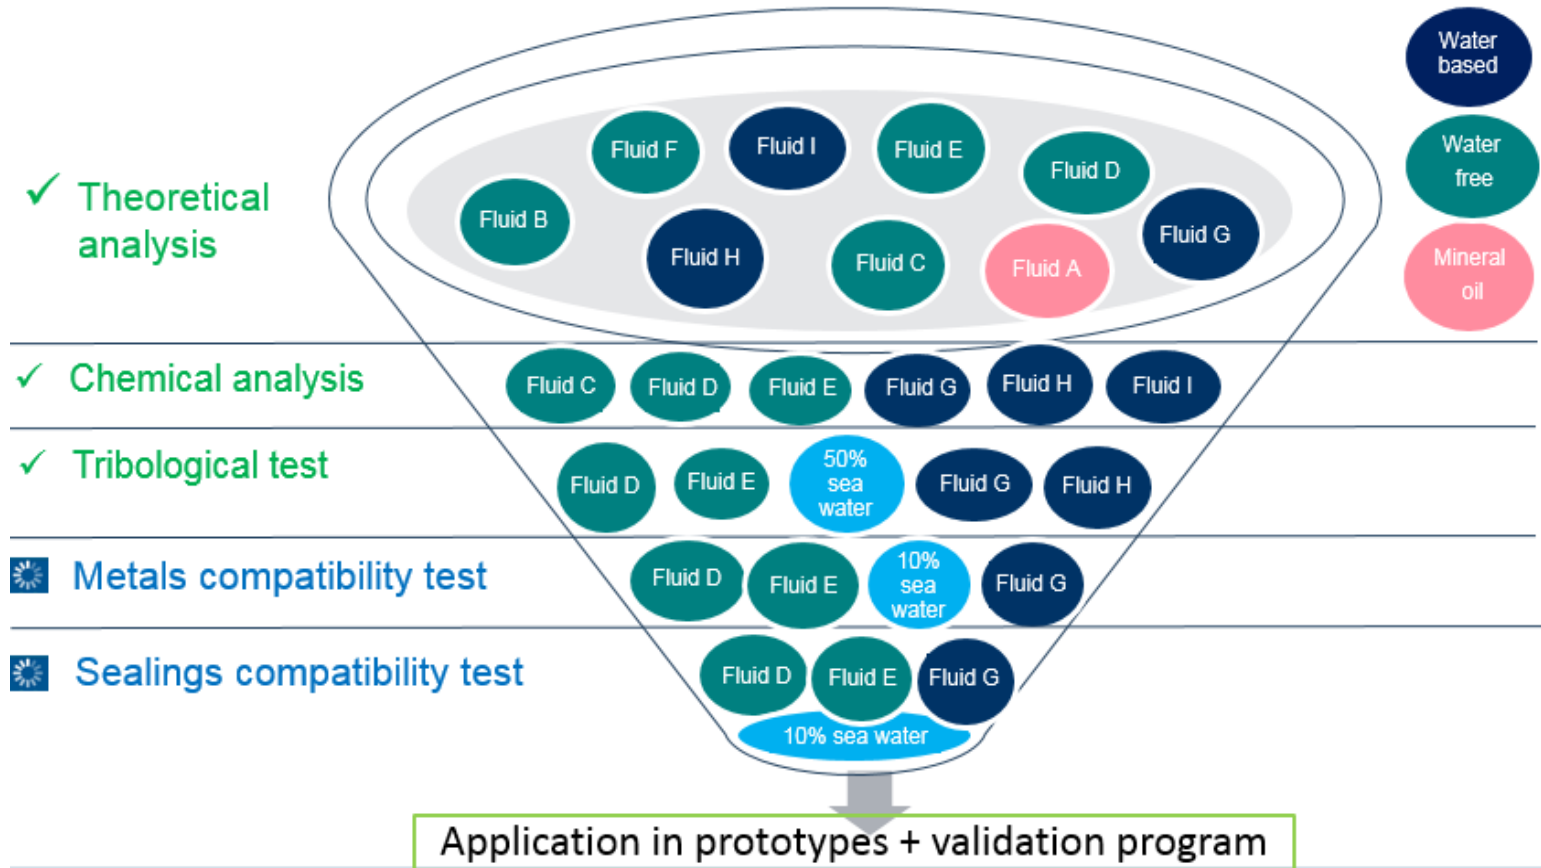 Water
based
Water
free
Mineral
oil
Theoretical
analysis
Fluid F
Fluid I
Fluid E
Fluid D
Fluid B
Fluid H
Fluid C
Fluid A
Fluid G
Chemical analysis
Fluid C
Fluid D
Fluid E
Fluid G
Fluid H
Fluid I
Tribological test
Fluid D
Fluid E
50%
sea
water
Fluid G
Fluid H
Metals compatibility test
Fluid D
Fluid E
10%
sea
water
Fluid G
Sealings compatibility test
Fluid D
Fluid E
Fluid G
10% sea water
Application in prototypes + validation program